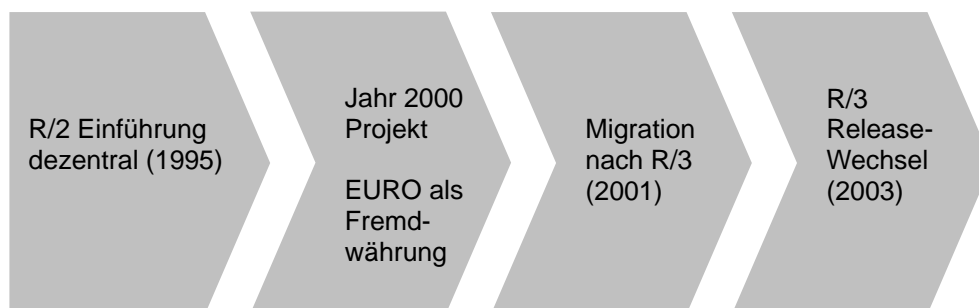 R/2 Einführung
dezentral (1995)
Jahr 2000
Projekt
EURO als
Fremd-
währung
Migration
nach R/3
(2001)
R/3
Release-
Wechsel
(2003)